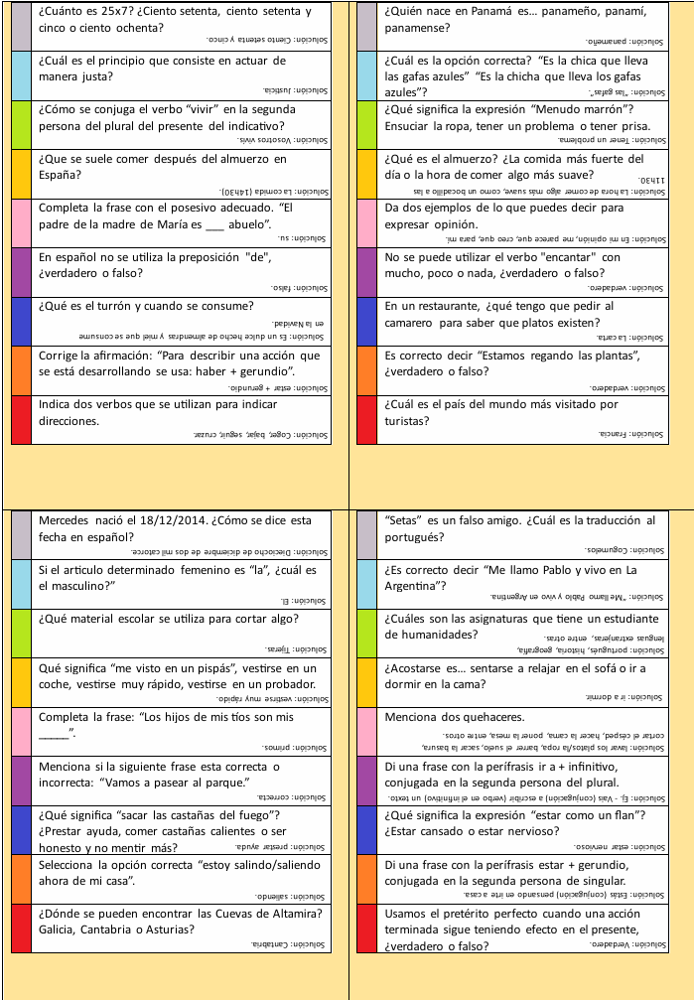 ¿Cuánto es 25x7? ¿Ciento setenta, ciento setenta y
cinco o ciento ochenta?
Solución: Ciento setenta y cinco.
¿Cuál es el principio que consiste en actuar de
manera justa?
Solución: Justicia.
¿Cómo se conjuga el verbo “vivir” en la segunda
persona del plural del presente del indicativo?
Solución: Vosotros vivís.
¿Que se suele comer después del almuerzo en
España?
Solución: La comida (14h30).
Completa la frase con el posesivo adecuado. “El
padre de la madre de María es ___ abuelo”.
Solución: su.
En español no se utiliza la preposición "de",
¿verdadero o falso?
Solución: falso.
¿Qué es el turrón y cuando se consume?
Solución: Es un dulce hecho de almendras y miel que se consume
en la Navidad.
Corrige la afirmación: “Para describir una acción que
se está desarrollando se usa: haber + gerundio”.
Solución: estar + gerundio.
Indica dos verbos que se utilizan para indicar
direcciones.
Solución: Coger, bajar, seguir, cruzar.
¿Quién nace en Panamá es… panameño, panamí,
panamense?
Solución: panameño.
¿Cuál es la opción correcta? “Es la chica que lleva
las gafas azules” “Es la chicha que lleva los gafas
azules”?
Solución: “las gafas”.
¿Qué significa la expresión “Menudo marrón”?
Ensuciar la ropa, tener un problema o tener prisa.
Solución: Tener un problema.
¿Qué es el almuerzo? ¿La comida más fuerte del
día o la hora de comer algo más suave?
Solución: La hora de comer algo más suave, como un bocadillo a las
11h30.
Da dos ejemplos de lo que puedes decir para
expresar opinión.
Solución: En mi opinión, me parece que, creo que, para mí.
No se puede utilizar el verbo "encantar" con
mucho, poco o nada, ¿verdadero o falso?
Solución: verdadero.
En un restaurante, ¿qué tengo que pedir al
camarero para saber que platos existen?
Solución: La carta.
Es correcto decir “Estamos regando las plantas”,
¿verdadero o falso?
Solución: verdadero.
¿Cuál es el país del mundo más visitado por
turistas?
Solución: Francia.
Mercedes nació el 18/12/2014. ¿Cómo se dice esta
fecha en español?
Solución: Dieciocho de diciembre de dos mil catorce.
Si el articulo determinado femenino es “la”, ¿cuál es
el masculino?”
Solución: El.
¿Qué material escolar se utiliza para cortar algo?
Solución: Tijeras.
Qué significa “me visto en un pispás”, vestirse en un
coche, vestirse muy rápido, vestirse en un probador.
Solución: vestirse muy rápido.
Completa la frase: “Los hijos de mis tíos son mis
_____”.
Solución: primos.
Menciona si la siguiente frase esta correcta o
incorrecta: “Vamos a pasear al parque.”
Solución: correcta.
¿Qué significa “sacar las castañas del fuego”?
¿Prestar ayuda, comer castañas calientes o ser
honesto y no mentir más?
Solución: prestar ayuda.
Selecciona la opción correcta “estoy salindo/saliendo
ahora de mi casa”.
Solución: saliendo.
¿Dónde se pueden encontrar las Cuevas de Altamira?
Galicia, Cantabria o Asturias?
Solución: Cantabria.
“Setas” es un falso amigo. ¿Cuál es la traducción al
portugués?
Solución: Cogumelos.
¿Es correcto decir “Me llamo Pablo y vivo en La
Argentina”?
Solución: “Me llamo Pablo y vivo en Argentina.
¿Cuáles son las asignaturas que tiene un estudiante
de humanidades?
Solución: portugués, historia, geografía,
lenguas extranjeras, entre otras.
¿Acostarse es… sentarse a relajar en el sofá o ir a
dormir en la cama?
Solución: ir a dormir.
Menciona dos quehaceres.
Solución: lavar los platos/la ropa, barrer el suelo, sacar la basura,
cortar el césped, hacer la cama, poner la mesa, entre otros.
Di una frase con la perífrasis ir a + infinitivo,
conjugada en la segunda persona del plural.
Solución: Ej. - Vais (conjugación) a escribir (verbo en el infinitivo) un texto.
¿Qué significa la expresión “estar como un flan”?
¿Estar cansado o estar nervioso?
Solución: estar nervioso.
Di una frase con la perífrasis estar + gerundio,
conjugada en la segunda persona de singular.
Solución: Estás (conjugación) pensando en irte a casa.
Usamos el pretérito perfecto cuando una acción
terminada sigue teniendo efecto en el presente,
¿verdadero o falso?
Solución: Verdadero.